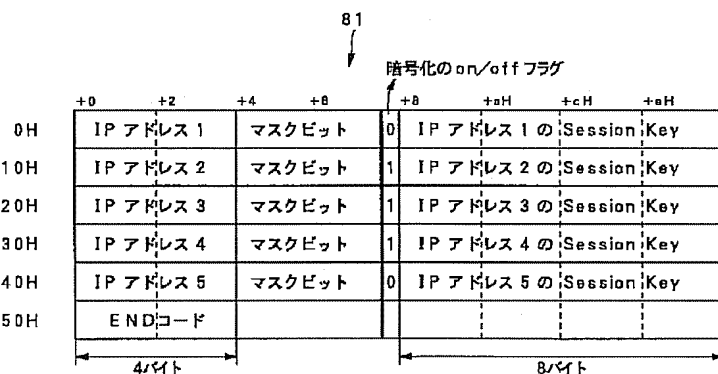 81
暗号化のon/offフラグ
+0 +2 +4 +6 +8 +aH +cH +eH
0H IPアドレス1 マスクビット 0 IPアドレス1のSession Key
10H IPアドレス2 マスクビット 1 IPアドレス2のSession Key
20H IPアドレス3 マスクビット 1 IPアドレス3のSession Key
30H IPアドレス4 マスクビット 1 IPアドレス4のSession Key
40H IPアドレス5 マスクビット 0 IPアドレス5のSession Key
50H ENDコード
4バイト 8バイト